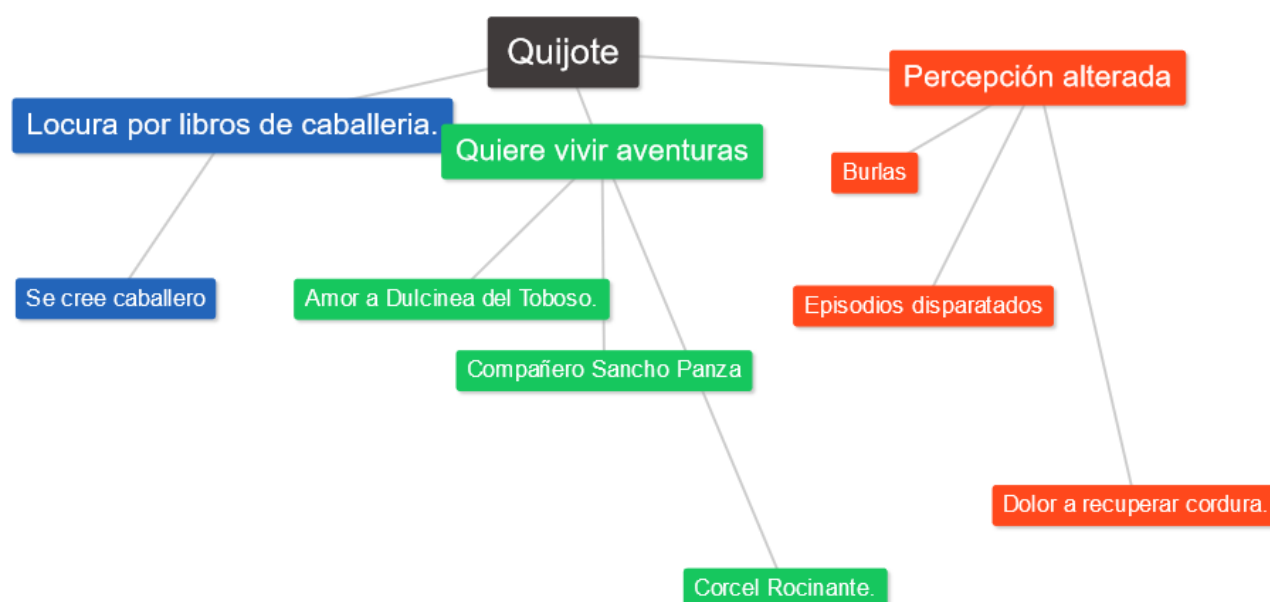 Quijote
Percepción alterada
Locura por libros de caballeria.
Quiere vivir aventuras
Burlas
Se cree caballero
Amor a Dulcinea del Toboso.
Episodios disparatados
Compañero Sancho Panza
Dolor a recuperar cordura.
Corcel Rocinante.